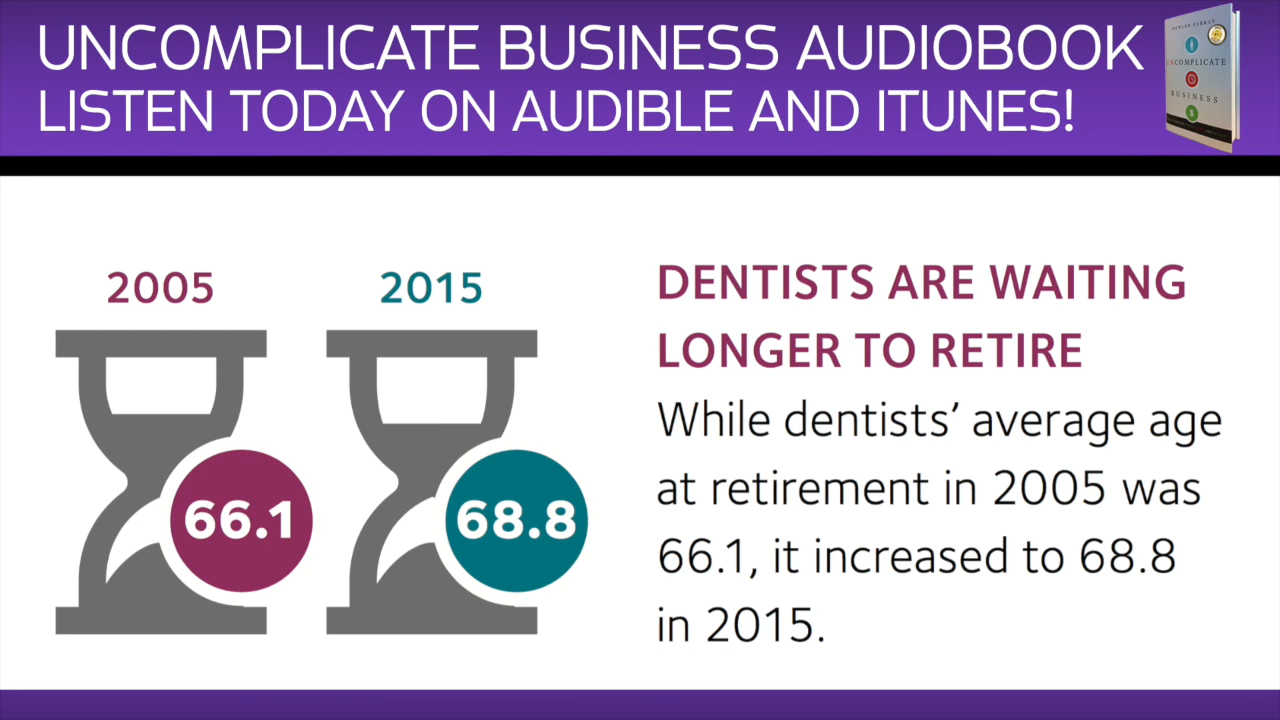 UNCOMPLICATE BUSINESS AUDIOBOOK
LISTEN TODAY ON AUDIBLE AND ITUNES!
UNCOMPLICATE
BUSINESS
2005
2015
66.1
68.8
DENTISTS ARE WAITING
LONGER TO RETIRE
While dentists’ average age
at retirement in 2005 was
66.1, it increased to 68.8
in 2015.